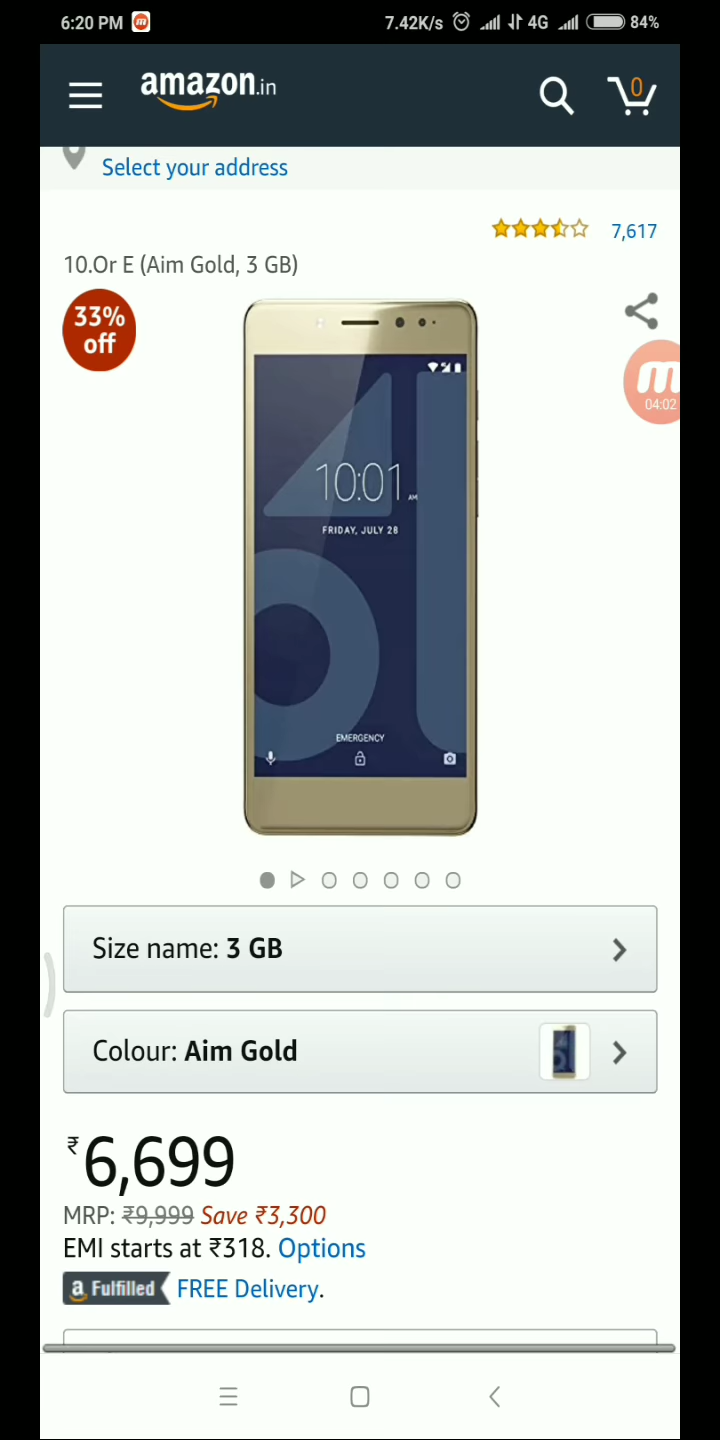 6:20 PM 7.42K/s 4G 84%
amazon.in
0
Select your address
7,617
10.Or E (Aim Gold, 3 GB)
33%
off
04:02
10:01 AM
FRIDAY, JULY 28
EMERGENCY
Size name: 3 GB
Colour: Aim Gold
₹6,699
MRP: ₹9,999 Save ₹3,300
EMI starts at ₹318. Options
a Fulfilled FREE Delivery.